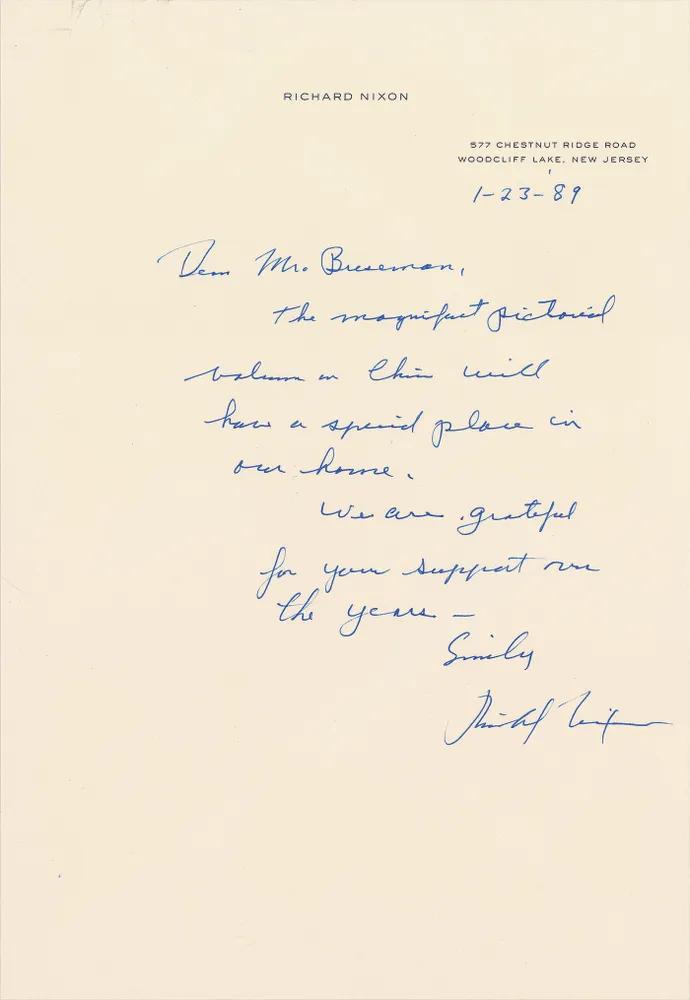 RICHARD NIXON
577 CHESTNUT RIDGE ROAD
WOODCLIFF LAKE, NEW JERSEY
1-23-89
Dear Mr.
The magnificent pictorial
volume on China will
have a special place in
our home.
We are grateful
for your support over
the years —
Sincerely
Richard Nixon